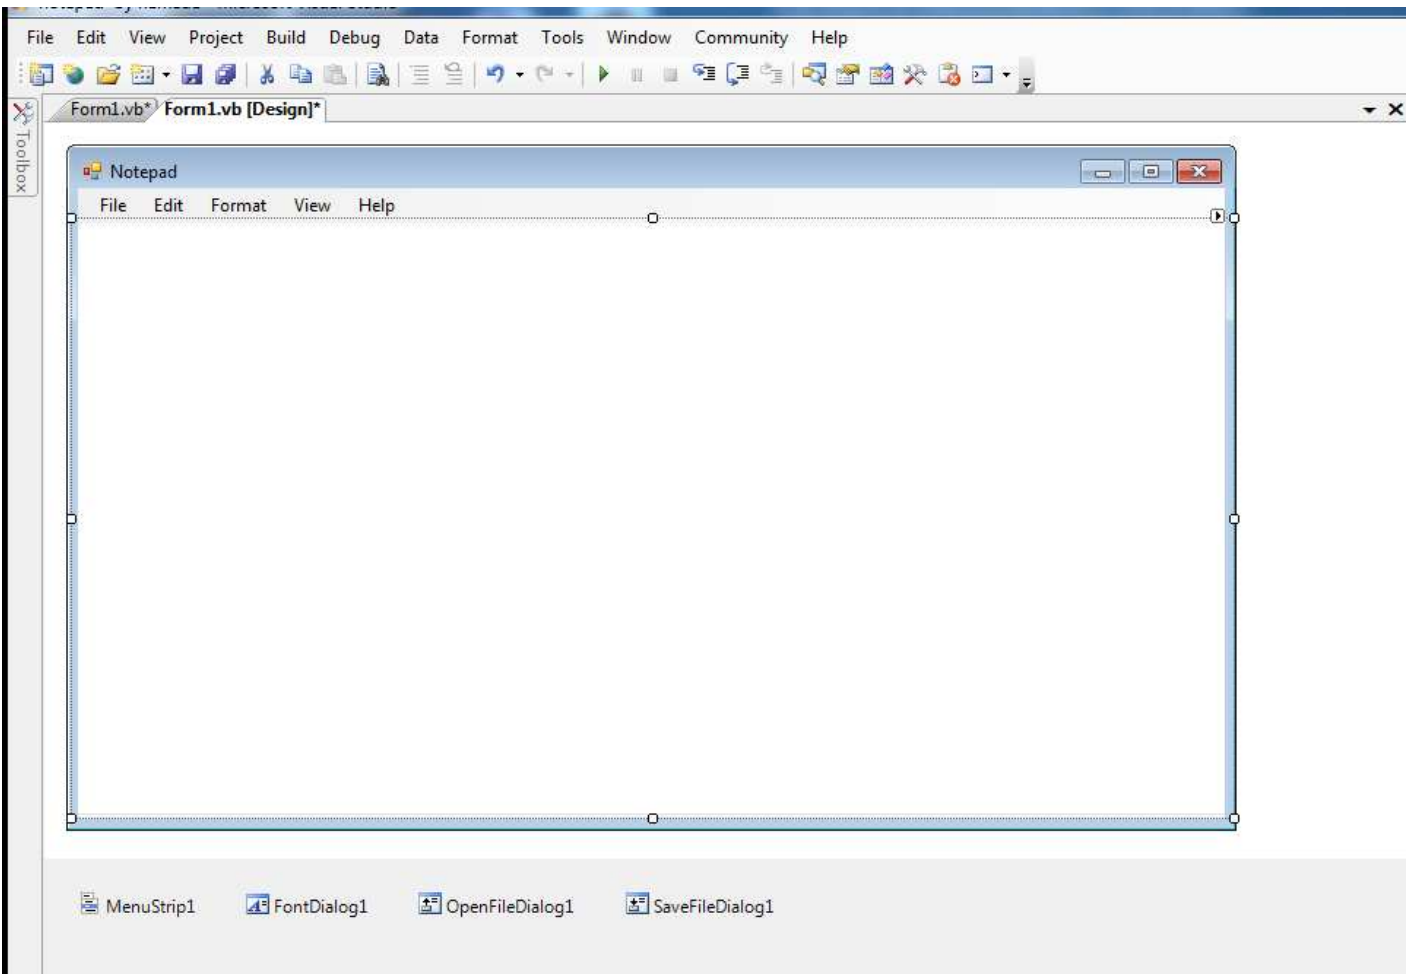 File Edit View Project Build Debug Data Format Tools Window Community Help
Form1.vb* Form1.vb [Design]*
Toolbox
Notepad
File Edit Format View Help
MenuStrip1 FontDialog1 OpenFileDialog1 SaveFileDialog1